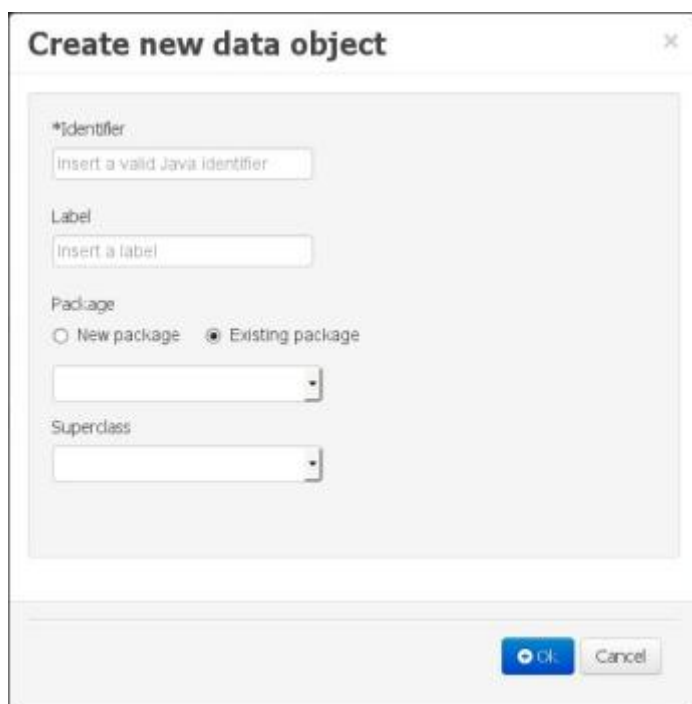 Create new data object
×
*Identifier
Insert a valid Java identifier
Label
Insert a label
Package
New package Existing package
Superclass
Ok Cancel